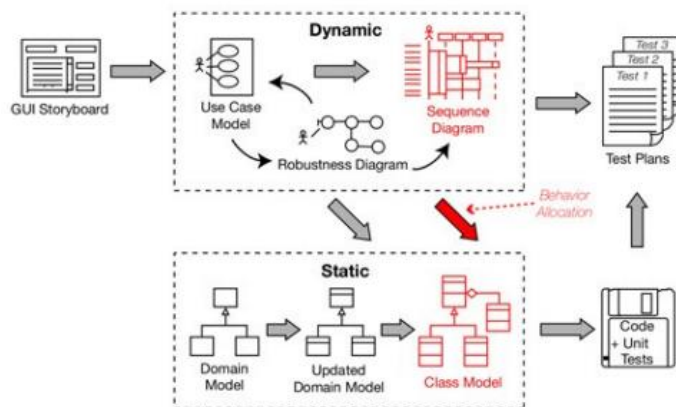 Dynamic
GUI Storyboard
Use Case
Model
Robustness Diagram
Sequence
Diagram
Test 3
Test 2
Test 1
Test Plans
Behavior
Allocation
Static
Domain
Model
Updated
Domain Model
Class Model
Code
+ Unit
Tests